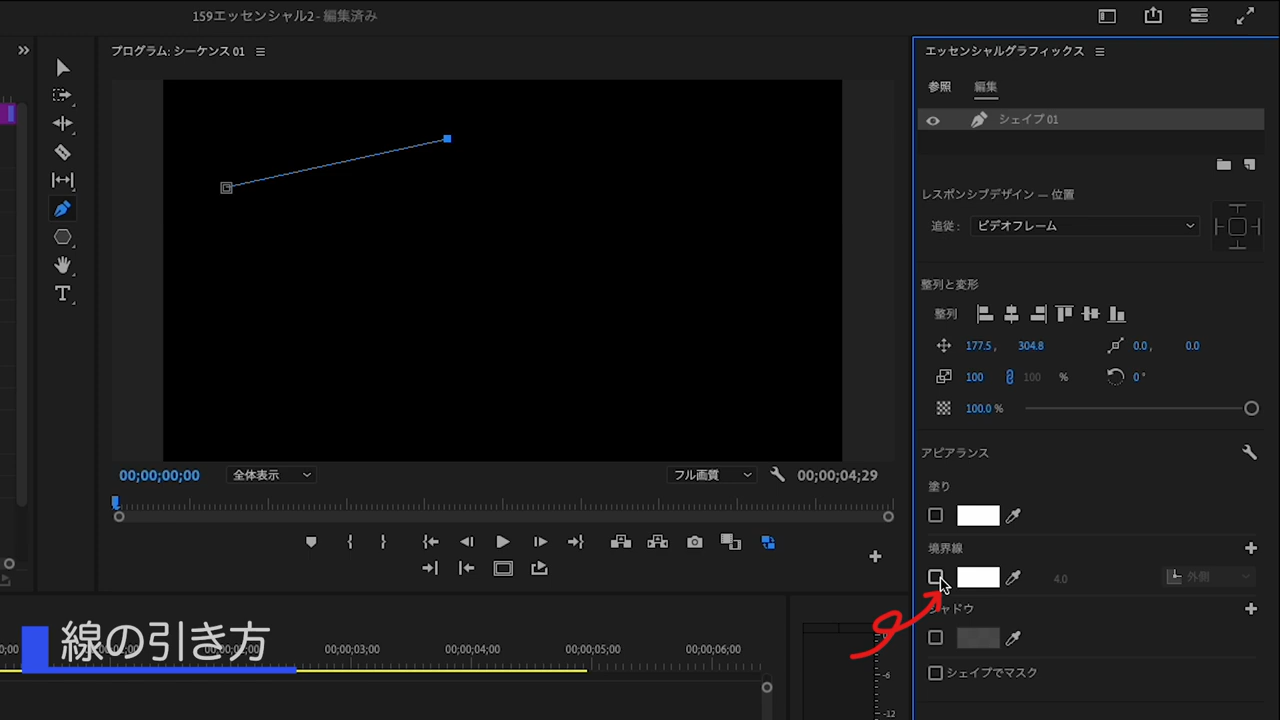 159エッセンシャル2 - 編集済み
プログラム: シーケンス 01
エッセンシャルグラフィックス
参照 編集
シェイプ 01
レスポンシブデザイン — 位置
追従 : ビデオフレーム
整列と変形
整列
177.5 , 304.8 0.0 , 0.0
100 100 % 0 °
100.0 %
アピアランス
塗り
境界線
4.0 外側
シャドウ
シェイプでマスク
00;00;00;00 全体表示 フル画質 00;00;04;29
線の引き方
00;00;03;00 00;00;04;00 00;00;05;00 00;00;06;00
-6
-12